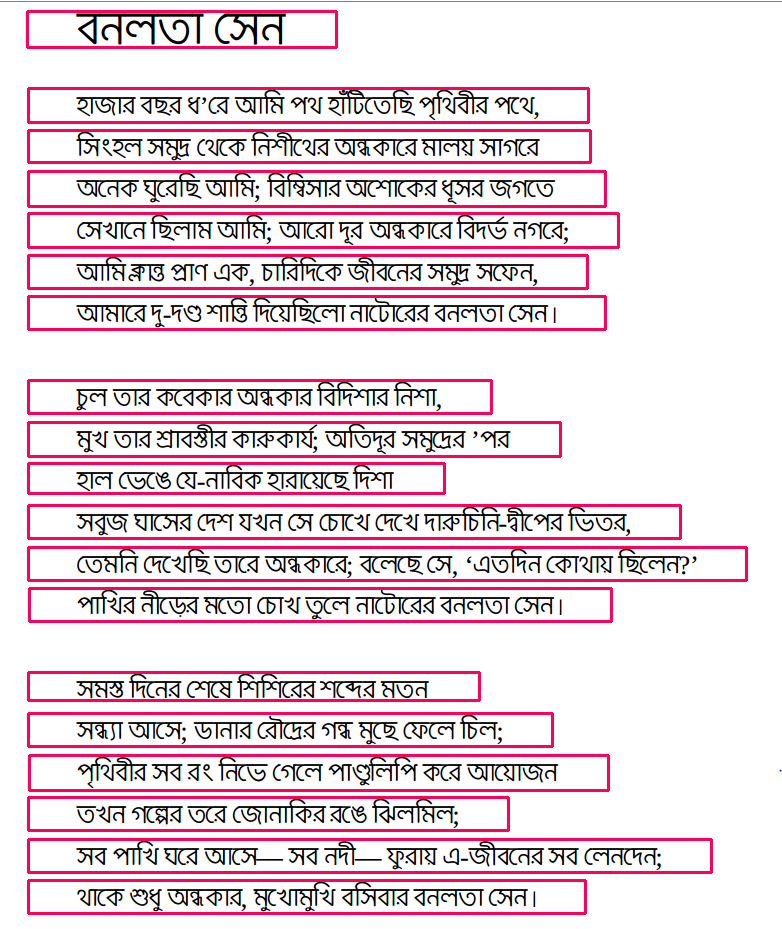 বনলতা সেন
হাজার বছর ধ’রে আমি পথ হাঁটিতেছি পৃথিবীর পথে,
সিংহল সমুদ্র থেকে নিশীথের অন্ধকারে মালয় সাগরে
অনেক ঘুরেছি আমি; বিম্বিসার অশোকের ধূসর জগতে
সেখানে ছিলাম আমি; আরো দূর অন্ধকারে বিদর্ভ নগরে;
আমি ক্লান্ত প্রাণ এক, চারিদিকে জীবনের সমুদ্র সফেন,
আমারে দু-দণ্ড শান্তি দিয়েছিলো নাটোরের বনলতা সেন।
চুল তার কবেকার অন্ধকার বিদিশার নিশা,
মুখ তার শ্রাবস্তীর কারুকার্য; অতিদূর সমুদ্রের ’পর
হাল ভেঙে যে-নাবিক হারায়েছে দিশা
সবুজ ঘাসের দেশ যখন সে চোখে দেখে দারুচিনি-দ্বীপের ভিতর,
তেমনি দেখেছি তারে অন্ধকারে; বলেছে সে, ‘এতদিন কোথায় ছিলেন?’
পাখির নীড়ের মতো চোখ তুলে নাটোরের বনলতা সেন।
সমস্ত দিনের শেষে শিশিরের শব্দের মতন
সন্ধ্যা আসে; ডানার রৌদ্রের গন্ধ মুছে ফেলে চিল;
পৃথিবীর সব রং নিভে গেলে পাণ্ডুলিপি করে আয়োজন
তখন গল্পের তরে জোনাকির রঙে ঝিলমিল;
সব পাখি ঘরে আসে— সব নদী— ফুরায় এ-জীবনের সব লেনদেন;
থাকে শুধু অন্ধকার, মুখোমুখি বসিবার বনলতা সেন।